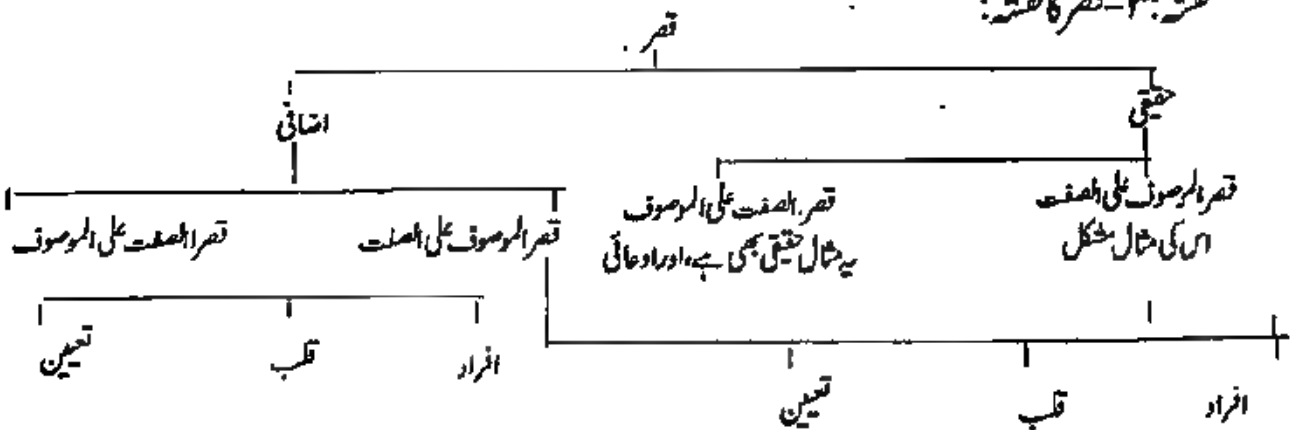 قصر کا نقشہ:
قصر
حقیقی
اضافی
قصر الموصوف علی الصفت
اس کی مثال مشکل
قصر الصفت علی الموصوف
یہ مثال حقیقی بھی ہے، اور ادعائی
قصر الموصوف علی الصفت
قصر الصفت علی الموصوف
افراد
قلب
تعیین
افراد
قلب
تعیین